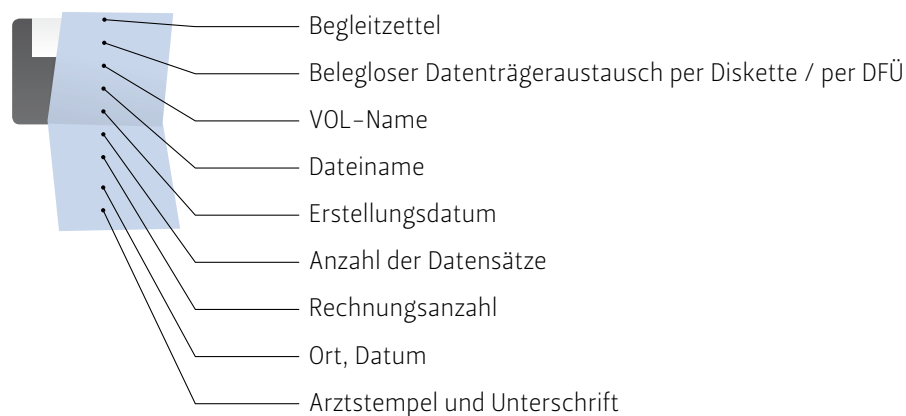 Begleitzettel
Belegloser Datenträgeraustausch per Diskette / per DFÜ
VOL-Name
Dateiname
Erstellungsdatum
Anzahl der Datensätze
Rechnungsanzahl
Ort, Datum
Arztstempel und Unterschrift